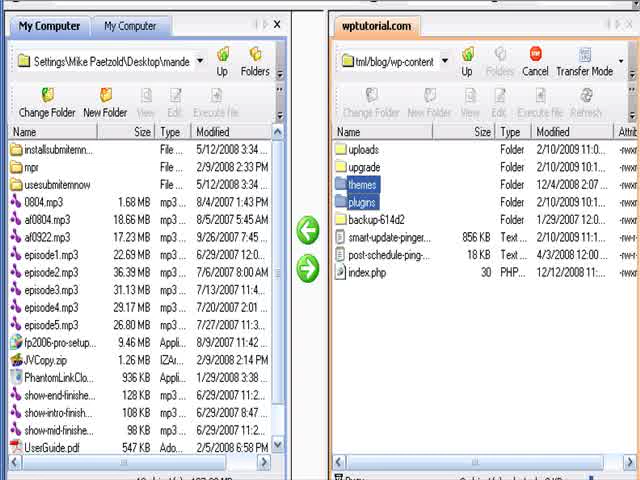 My Computer
My Computer
wptutorial.com
Settings\Mike Paetzold\Desktop\mande
Up
Folders
tml/blog/wp-content
Up
Folders
Cancel
Transfer Mode
Change Folder
New Folder
View
Edit
Execute file
Change Folder
New Folder
View
Edit
Execute file
Refresh
Name Size Type Modified
installsubmitemn... File ... 5/12/2008 3:34 ...
mpr File ... 2/9/2008 2:33 PM
usesubmitemnow File ... 5/12/2008 3:34 ...
0804.mp3 1.68 MB mp3 ... 8/4/2007 1:43 PM
af0804.mp3 18.66 MB mp3 ... 8/5/2007 5:45 AM
af0922.mp3 17.23 MB mp3 ... 9/26/2007 7:45 ...
episode1.mp3 22.69 MB mp3 ... 6/29/2007 12:0...
episode2.mp3 36.39 MB mp3 ... 7/6/2007 8:00 AM
episode3.mp3 31.13 MB mp3 ... 7/13/2007 11:4...
episode4.mp3 29.17 MB mp3 ... 7/20/2007 2:01 ...
episode5.mp3 26.80 MB mp3 ... 7/27/2007 11:3...
fp2006-pro-setup... 9.46 MB Appli... 8/9/2007 11:42 ...
JVCopy.zip 1.26 MB IZAr... 2/9/2008 2:14 PM
PhantomLinkClo... 936 KB Appli... 1/29/2008 3:38 ...
show-end-finishe... 128 KB mp3 ... 6/29/2007 11:2...
show-intro-finish... 108 KB mp3 ... 6/29/2007 8:47 ...
show-mid-finishe... 98 KB mp3 ... 6/29/2007 11:2...
UserGuide.pdf 547 KB Ado... 2/5/2008 6:58 PM
Name Size Type Modified Attrib
uploads Folder 2/10/2009 11:0... -rwxr
upgrade Folder 2/10/2009 10:1... -rwxr
themes Folder 12/4/2008 2:07 ... -rwxr
plugins Folder 2/10/2009 10:1... -rwxr
backup-614d2 Folder 1/29/2007 12:0...
smart-update-pinger... 856 KB Text ... 2/10/2009 11:0...
post-schedule-ping-... 18 KB Text ... 4/3/2008 12:00 ...
index.php 30 PHP... 12/12/2008 11:...